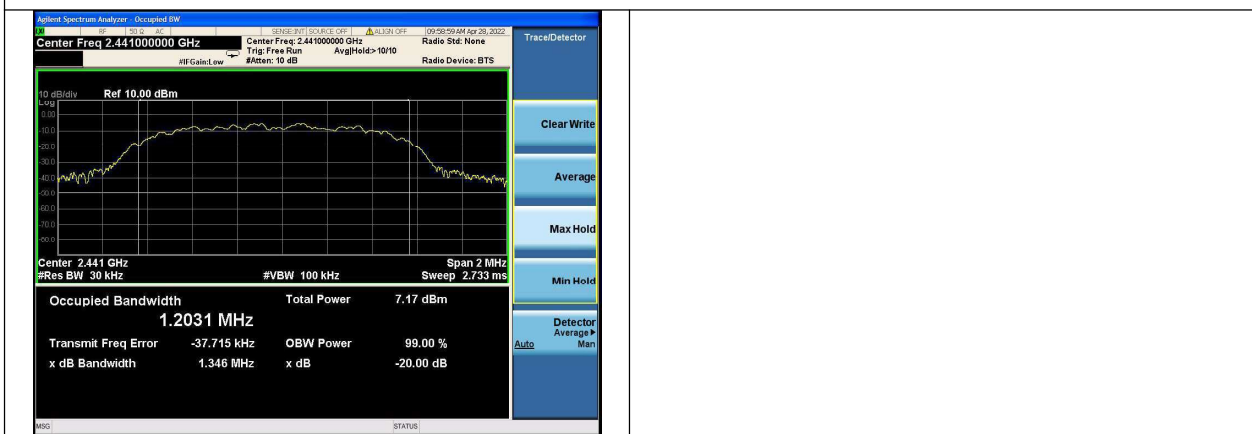 Agilent Spectrum Analyzer - Occupied BW
RF 50 Ω AC SENSE:INT SOURCE OFF ALIGN OFF 09:58:59 AM Apr 28, 2022
Center Freq 2.441000000 GHz Center Freq: 2.441000000 GHz Radio Std: None
Trig: Free Run Avg|Hold:> 10/10
#IFGain:Low #Atten: 10 dB Radio Device: BTS
Trace/Detector
10 dB/div Ref 10.00 dBm
Log
0.00
-10.0
-20.0
-30.0
-40.0
-50.0
-60.0
-70.0
-80.0
Center 2.441 GHz Span 2 MHz
#Res BW 30 kHz #VBW 100 kHz Sweep 2.733 ms
Occupied Bandwidth Total Power 7.17 dBm
1.2031 MHz
Transmit Freq Error -37.715 kHz OBW Power 99.00 %
x dB Bandwidth 1.346 MHz x dB -20.00 dB
Clear Write
Average
Max Hold
Min Hold
Detector
Average▶
Auto Man
MSG STATUS